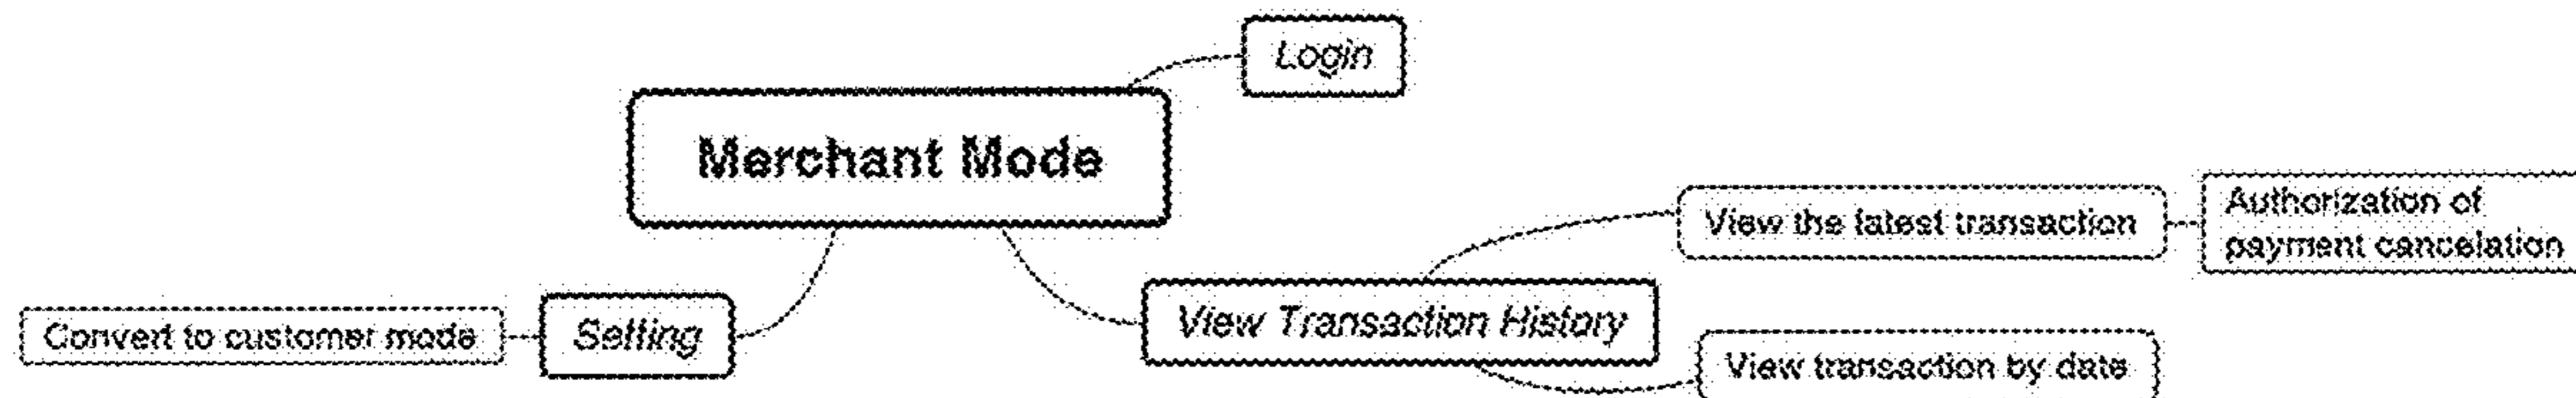 Login
Merchant Mode
View the latest transaction
Authorization of
payment cancelation
Convert to customer mode
Setting
View Transaction History
View transaction by date